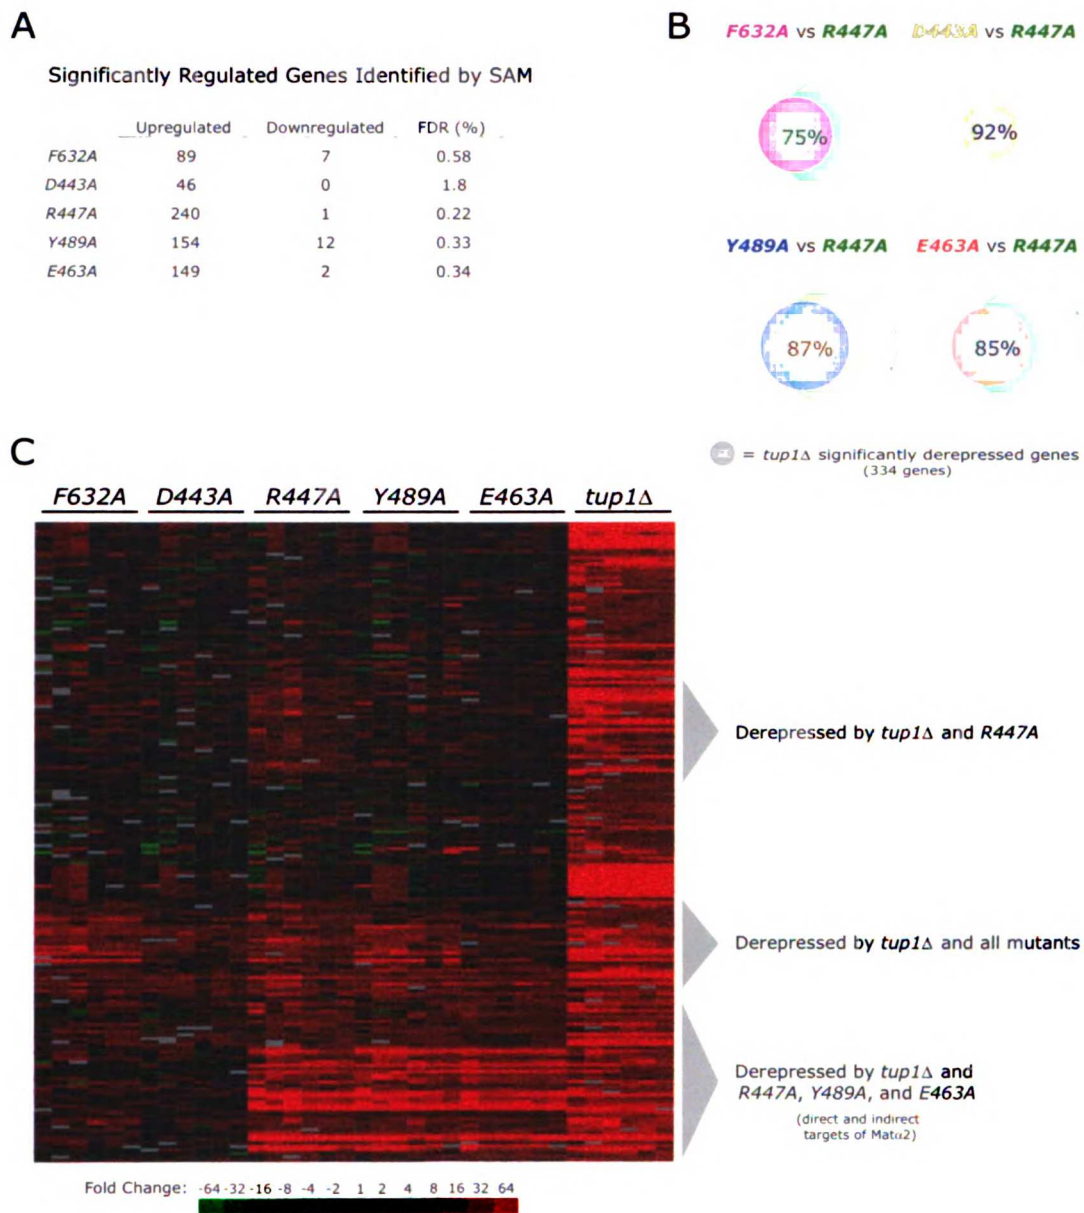 A
Significantly Regulated Genes Identified by SAM
Upregulated Downregulated FDR (%)
F632A 89 7 0.58
D443A 46 0 1.8
R447A 240 1 0.22
Y489A 154 12 0.33
E463A 149 2 0.34
B
F632A vs R447A D443A vs R447A
75% 92%
Y489A vs R447A E463A vs R447A
87% 85%
= tup1Δ significantly derepressed genes
(334 genes)
C
F632A D443A R447A Y489A E463A tup1Δ
Derepressed by tup1Δ and R447A
Derepressed by tup1Δ and all mutants
Derepressed by tup1Δ and
R447A, Y489A, and E463A
(direct and indirect
targets of Matα2)
Fold Change: -64 -32 -16 -8 -4 -2 1 2 4 8 16 32 64